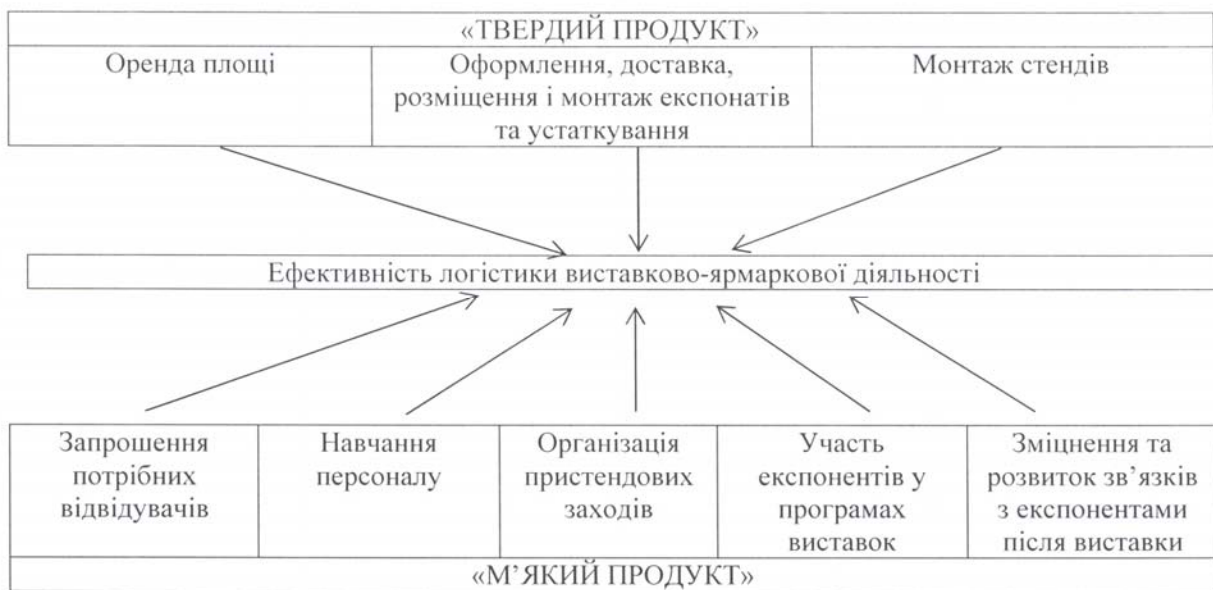 «ТВЕРДИЙ ПРОДУКТ»
Оренда площі
Оформлення, доставка,
розміщення і монтаж експонатів
та устаткування
Монтаж стендів
Ефективність логістики виставково-ярмаркової діяльності
Запрошення
потрібних
відвідувачів
Навчання
персоналу
Організація
пристендових
заходів
Участь
експонентів у
програмах
виставок
Зміцнення та
розвиток зв’язків
з експонентами
після виставки
«М’ЯКИЙ ПРОДУКТ»